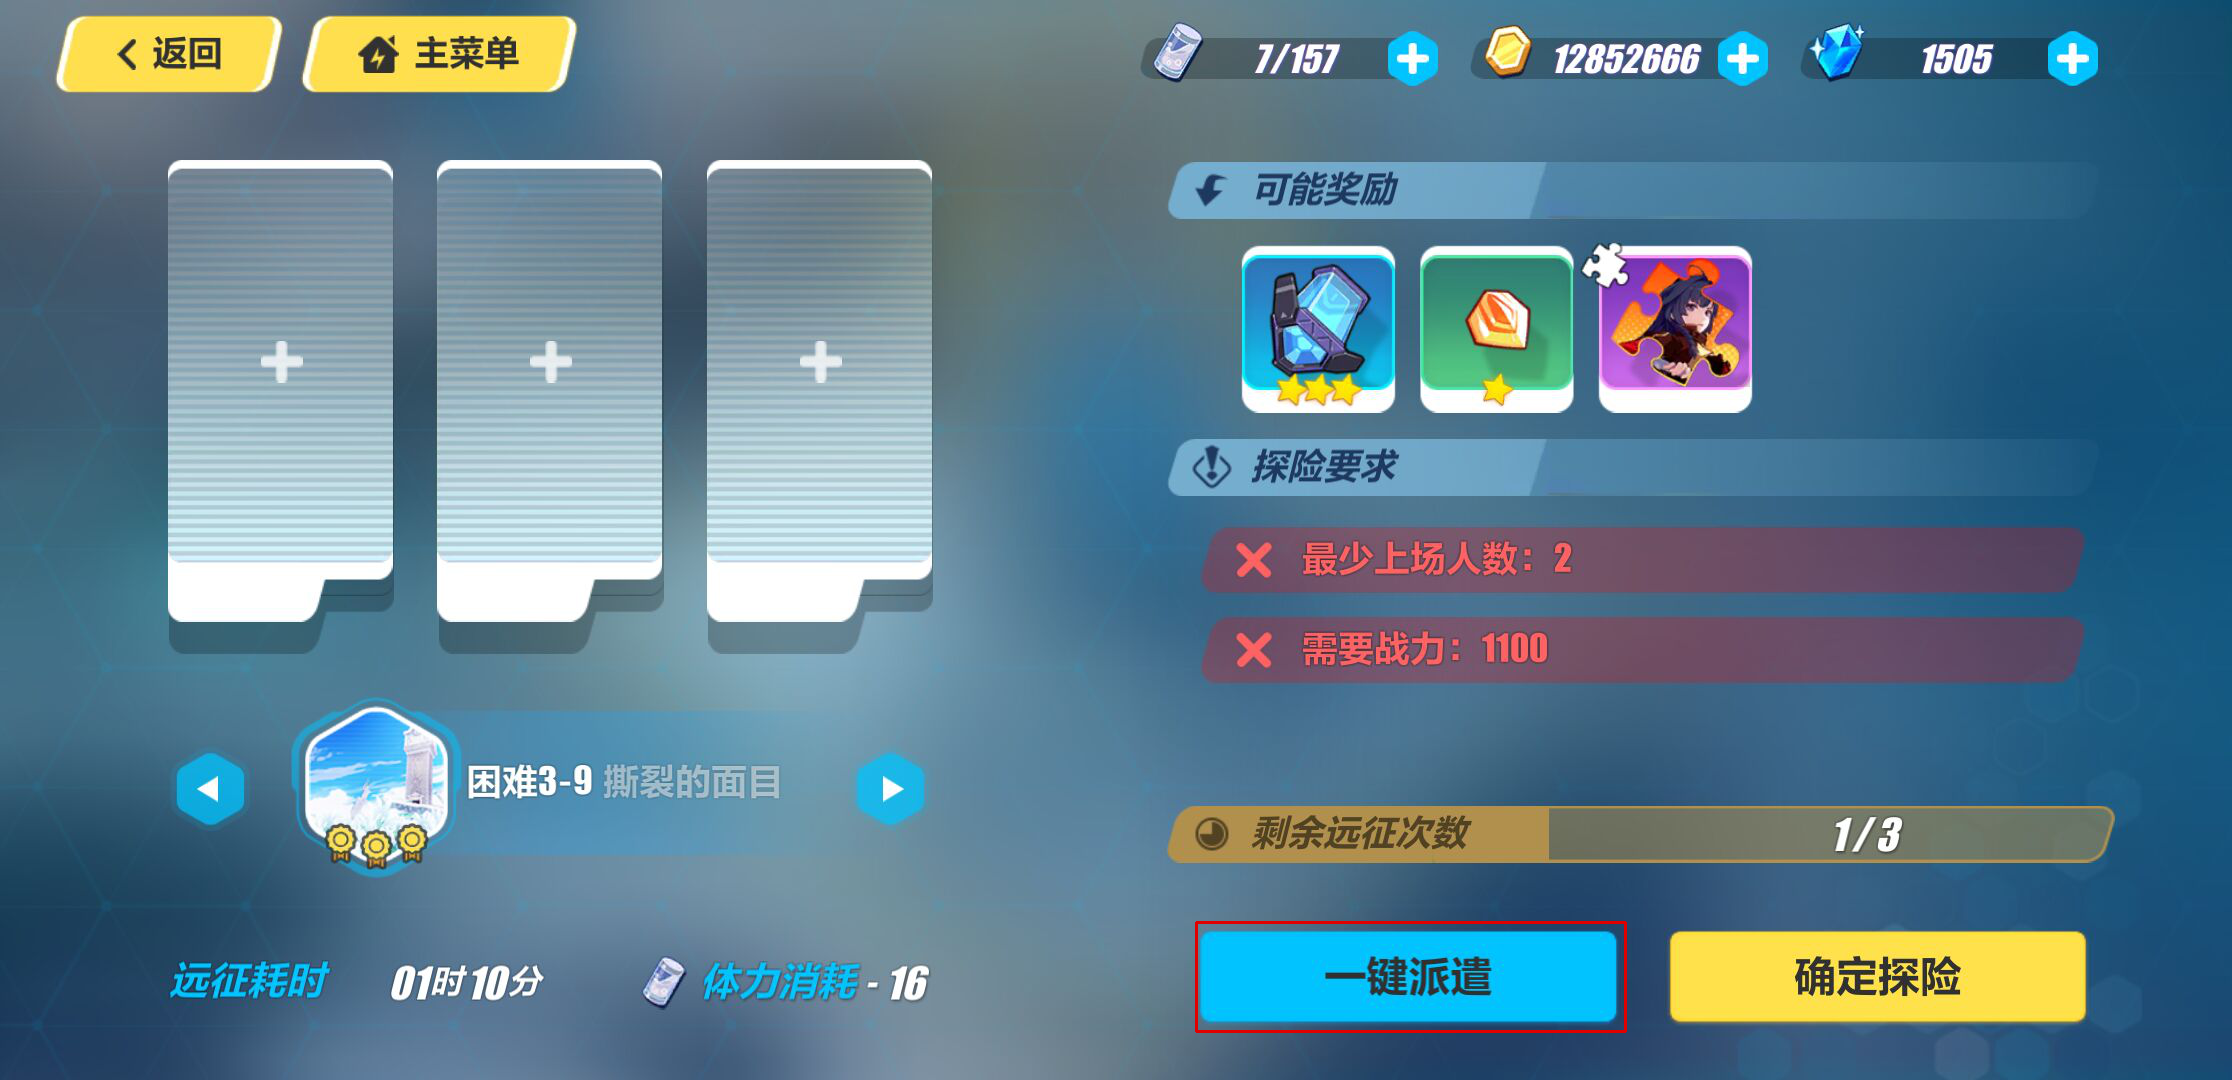 返回
主菜单
7/157
12852666
1505
可能奖励
探险要求
最少上场人数：2
需要战力：1100
困难3-9 撕裂的面目
剩余远征次数
1/3
远征耗时 01时10分
体力消耗 - 16
一键派遣
确定探险